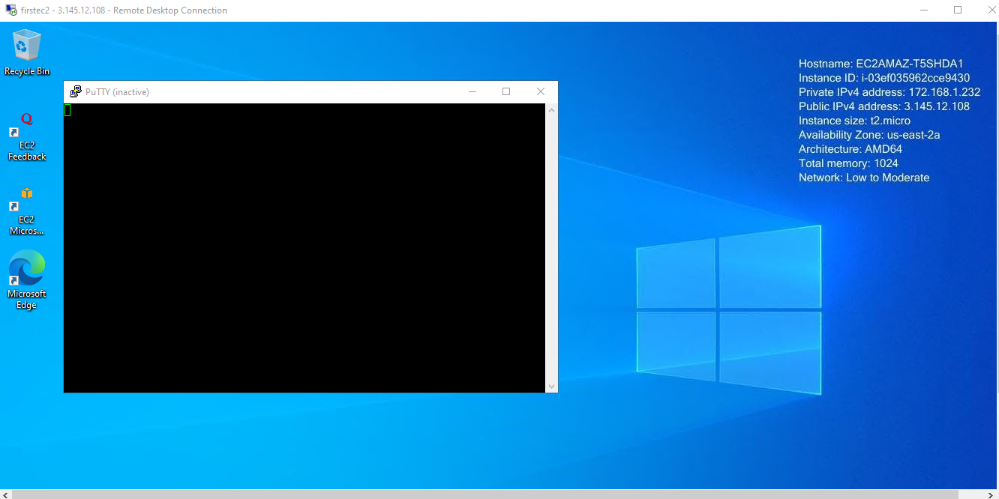 firstec2 - 3.145.12.108 - Remote Desktop Connection
Recycle Bin
EC2
Feedback
EC2
Micros...
Microsoft
Edge
PuTTY (inactive)
Hostname: EC2AMAZ-T5SHDA1
Instance ID: i-03ef035962cce9430
Private IPv4 address: 172.168.1.232
Public IPv4 address: 3.145.12.108
Instance size: t2.micro
Availability Zone: us-east-2a
Architecture: AMD64
Total memory: 1024
Network: Low to Moderate